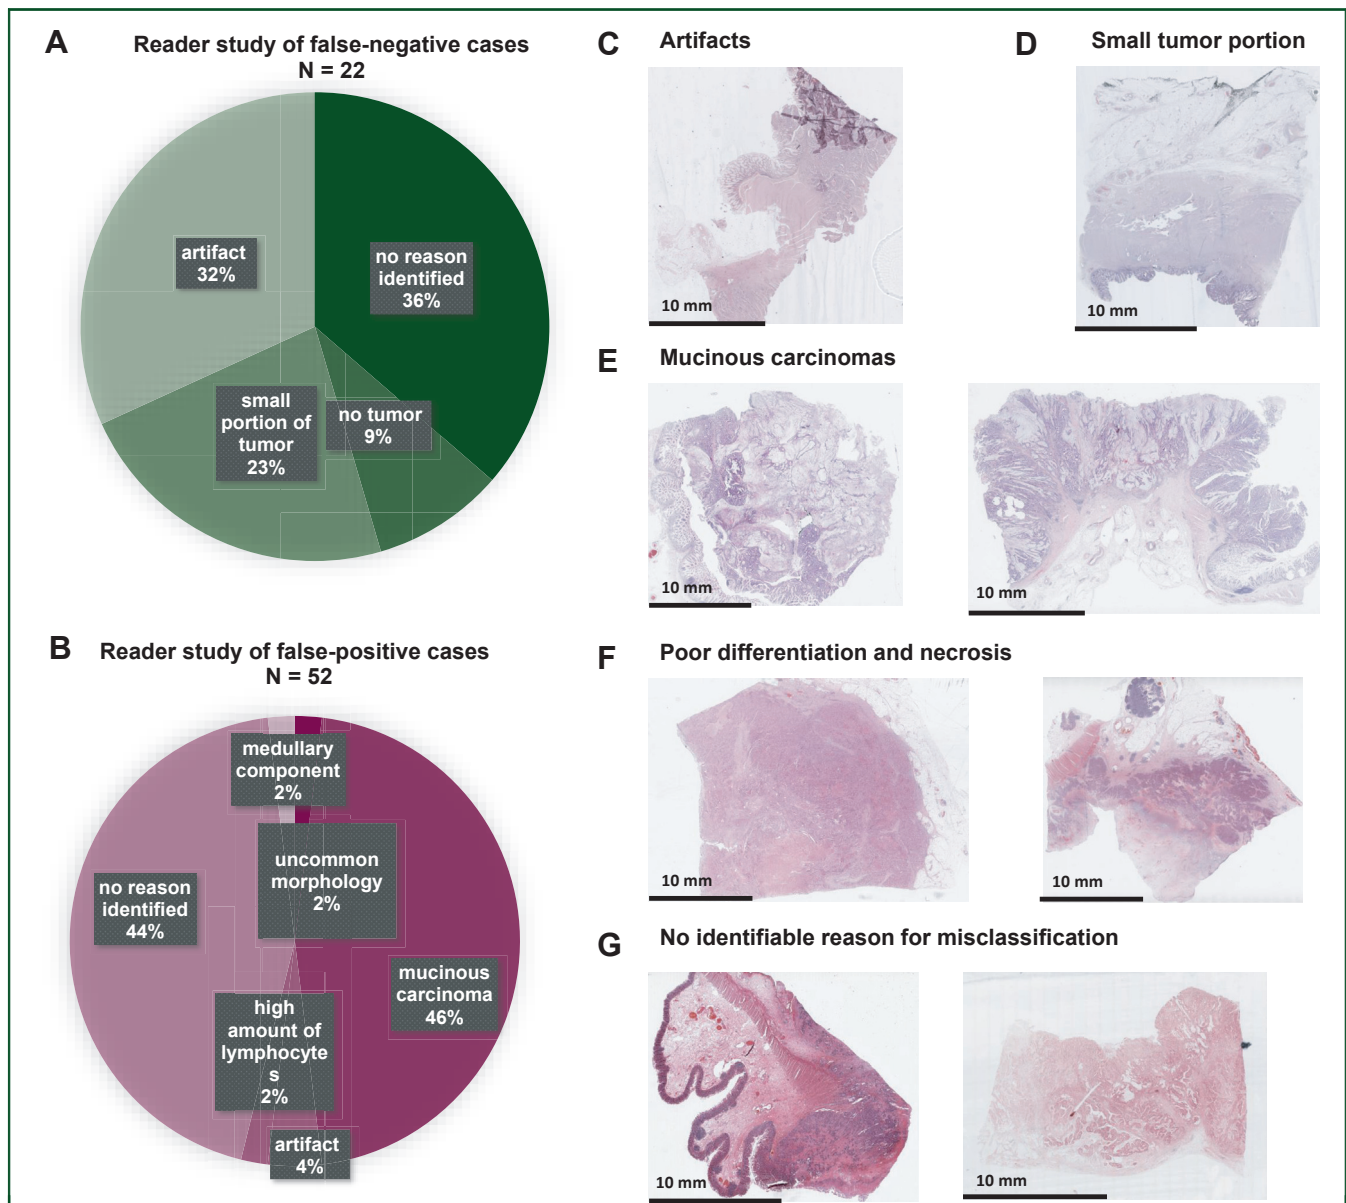 A
Reader study of false-negative cases
N = 22
artifact
32%
no reason
identified
36%
small
portion of
tumor
23%
no tumor
9%
B
Reader study of false-positive cases
N = 52
medullary
component
2%
uncommon
morphology
2%
no reason
identified
44%
mucinous
carcinoma
46%
high
amount of
lymphocyte
s
2%
artifact
4%
C Artifacts
10 mm
D Small tumor portion
10 mm
E Mucinous carcinomas
10 mm
10 mm
F Poor differentiation and necrosis
10 mm
10 mm
G No identifiable reason for misclassification
10 mm
10 mm